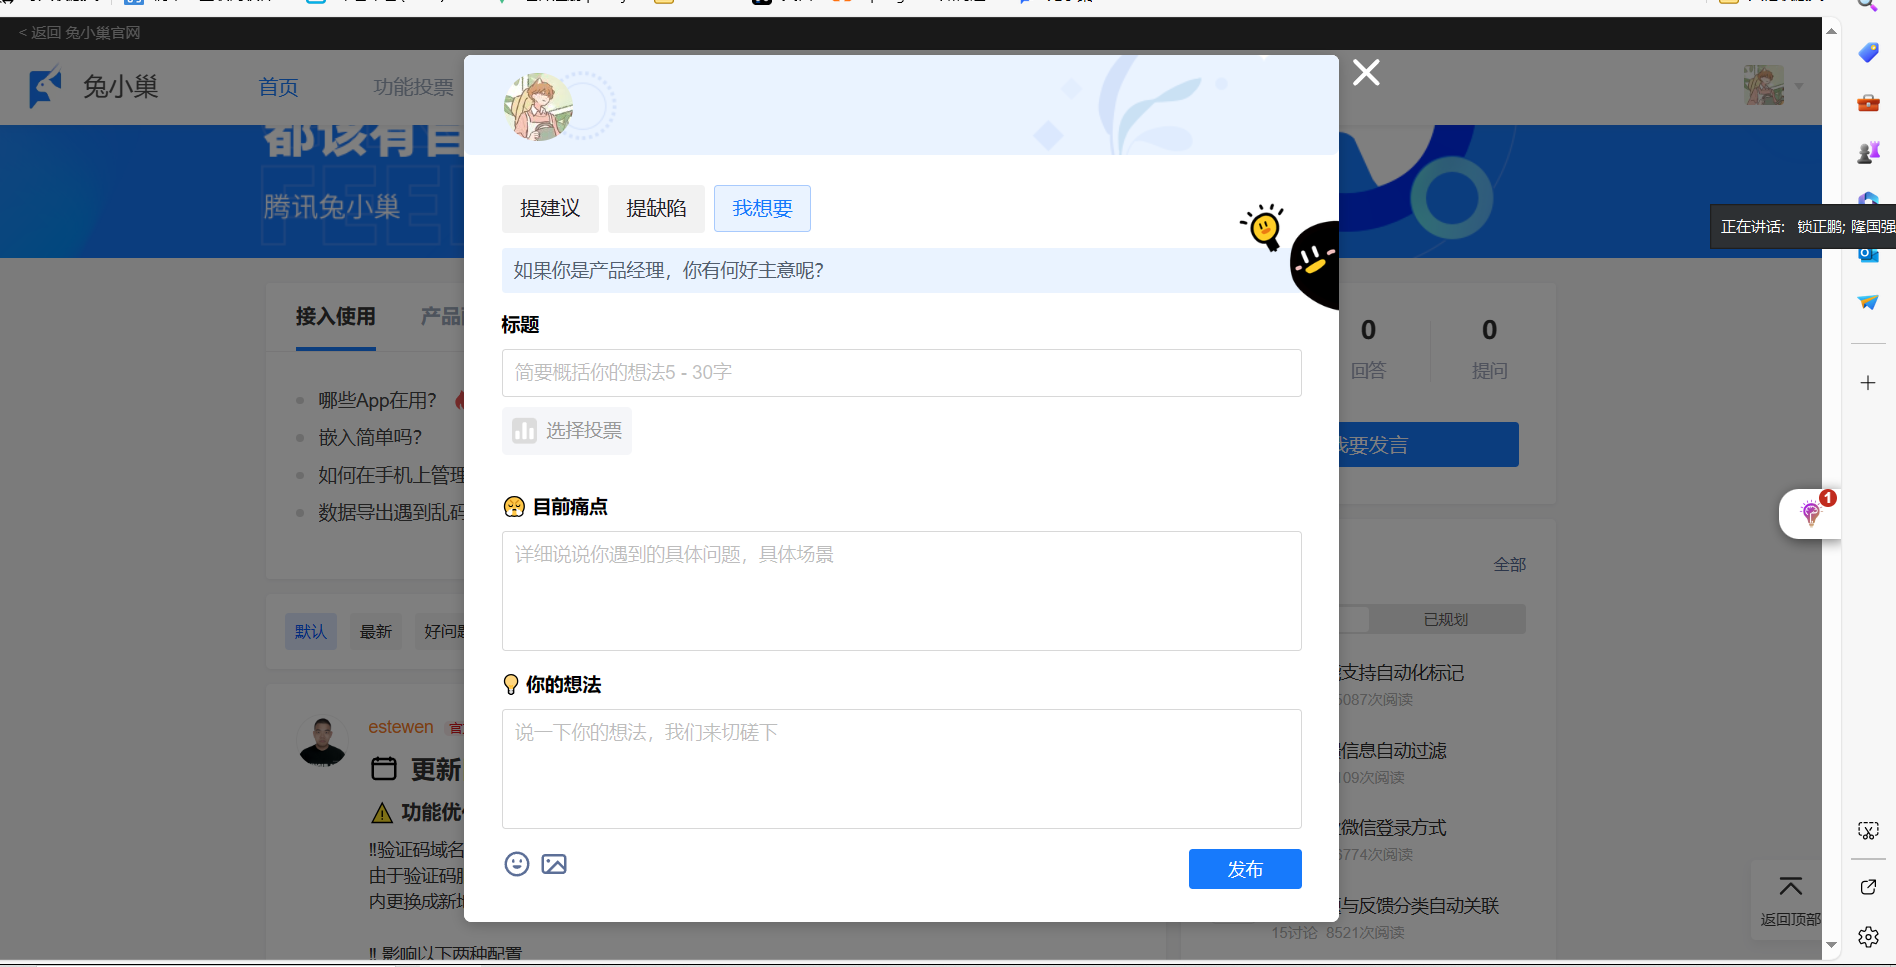 < 返回 兔小巢官网
兔小巢
首页
功能投票
都该有自
腾讯兔小巢
提建议
提缺陷
我想要
如果你是产品经理，你有何好主意呢？
标题
简要概括你的想法5 - 30字
选择投票
目前痛点
详细说说你遇到的具体问题，具体场景
你的想法
说一下你的想法，我们来切磋下
发布
正在讲话： 锁正鹏; 隆国强
接入使用
产品
哪些App在用？
嵌入简单吗？
如何在手机上管理
数据导出遇到乱码
默认
最新
好问题
estewen
官
更新
功能优
!!验证码域名
由于验证码服
内更换成新地
!! 影响以下两种配置
0
回答
0
提问
我要发言
1
全部
已规划
支持自动化标记
5087次阅读
信息自动过滤
109次阅读
微信登录方式
6774次阅读
与反馈分类自动关联
15讨论 8521次阅读
返回顶部